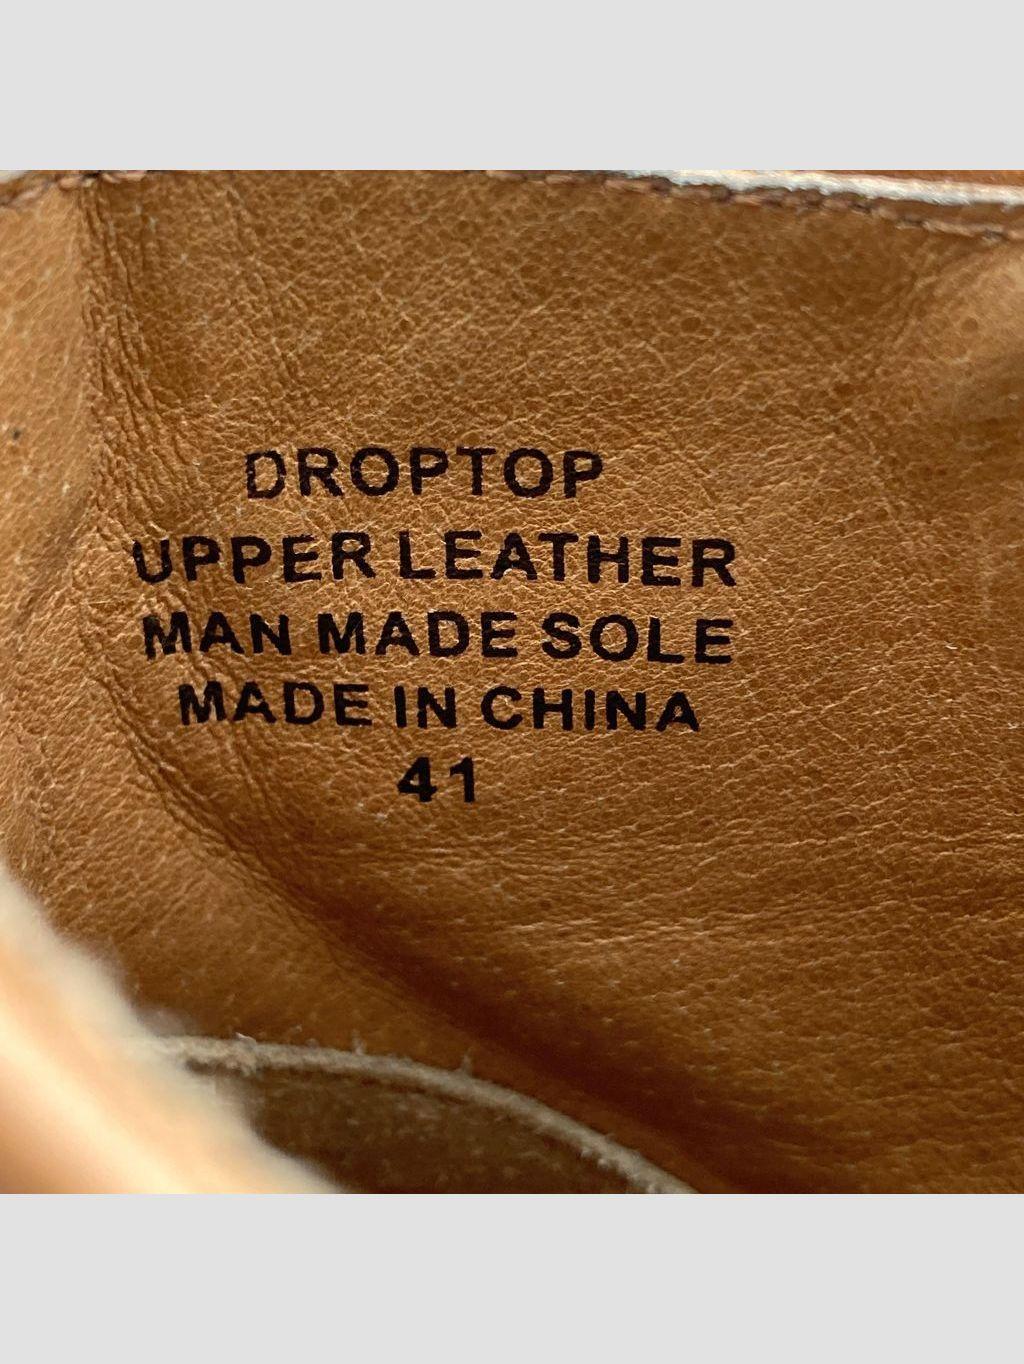 DROPTOP
UPPER LEATHER
MAN MADE SOLE
MADE IN CHINA
41